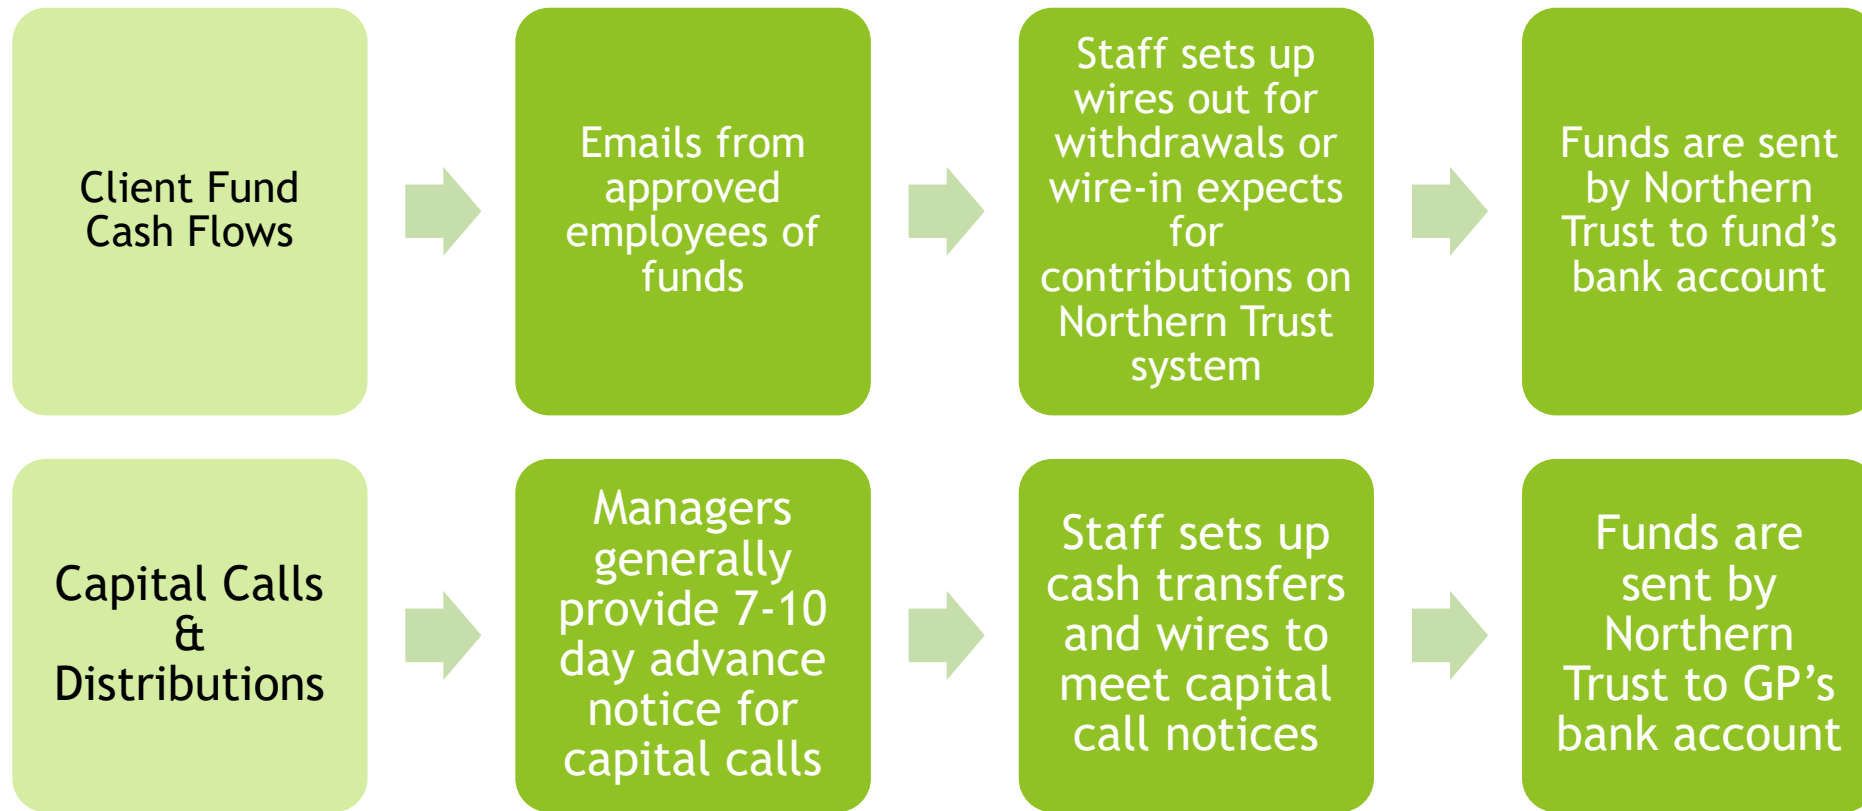 Client Fund
Cash Flows
Emails from
approved
employees of
funds
Staff sets up
wires out for
withdrawals or
wire-in expects
for
contributions on
Northern Trust
system
Funds are sent
by Northern
Trust to fund’s
bank account
Capital Calls
&
Distributions
Managers
generally
provide 7-10
day advance
notice for
capital calls
Staff sets up
cash transfers
and wires to
meet capital
call notices
Funds are
sent by
Northern
Trust to GP’s
bank account